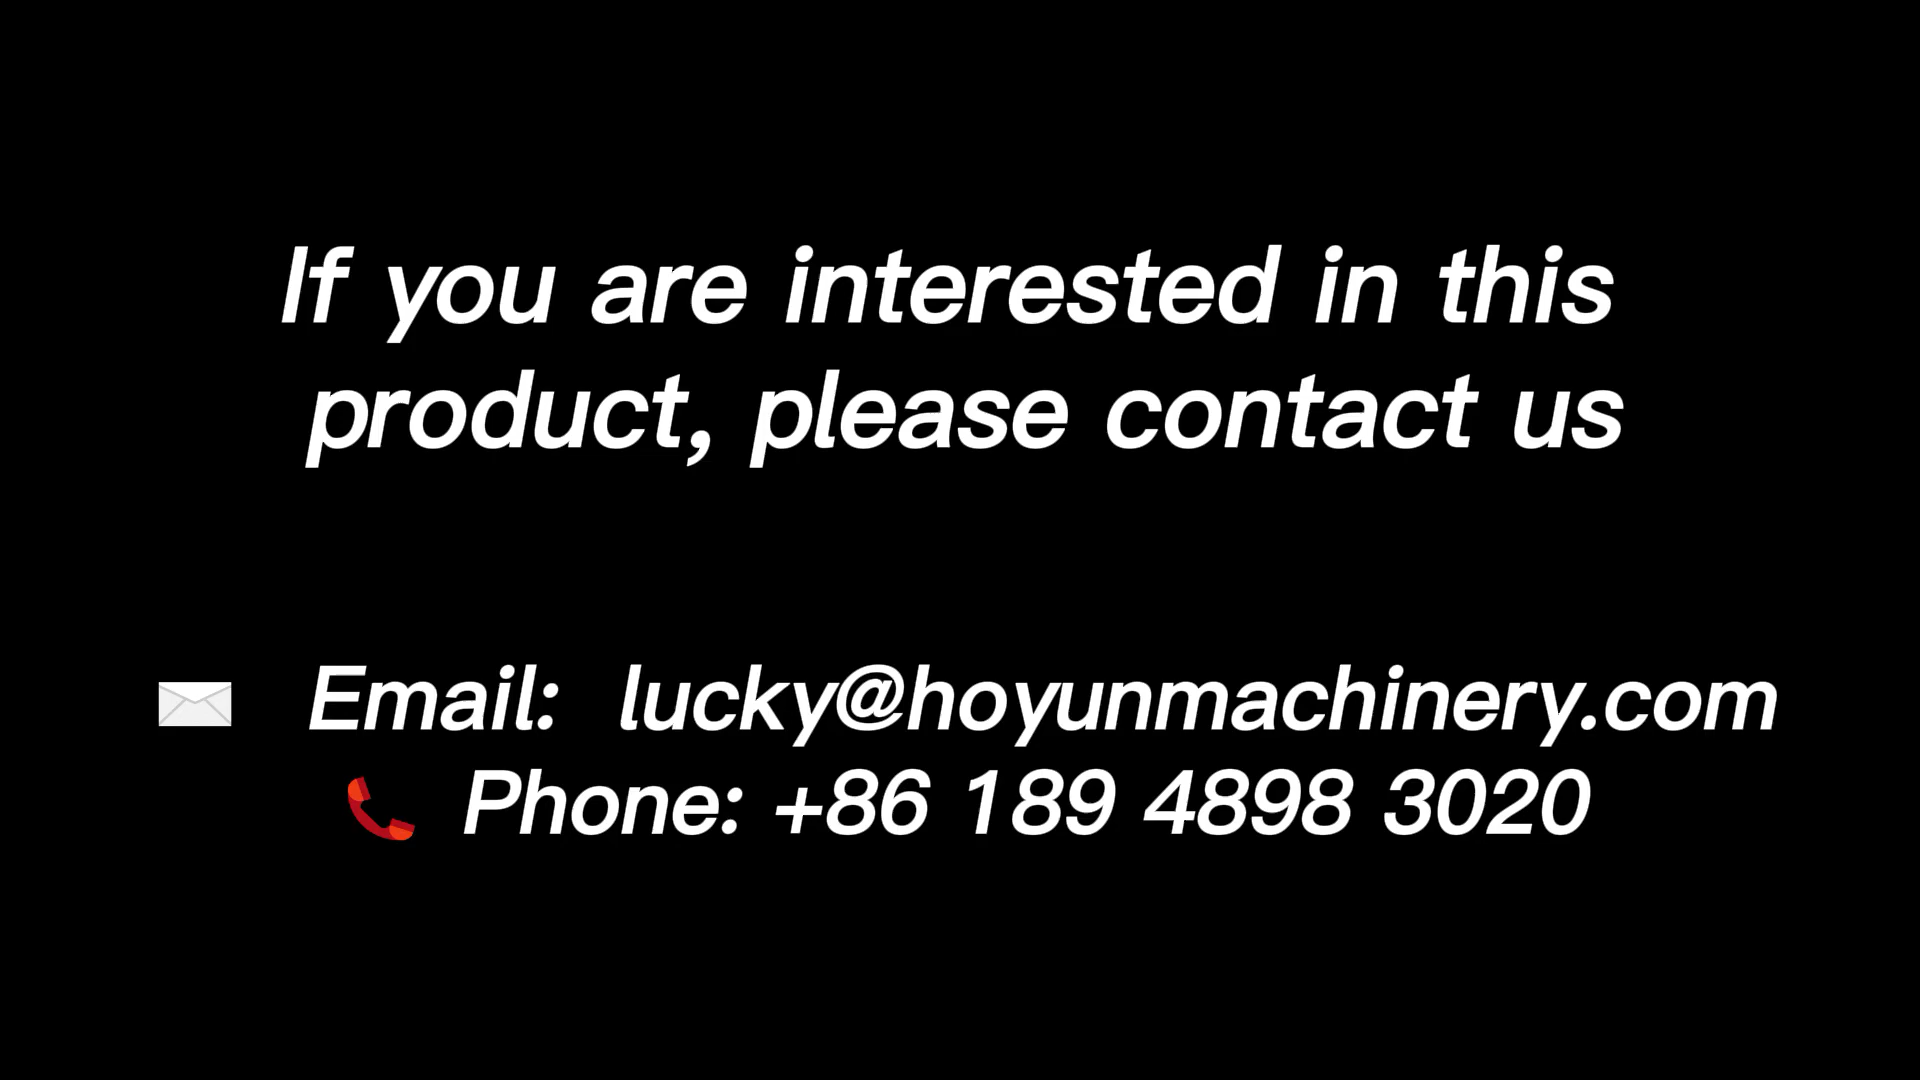 If you are interested in this
product, please contact us
Email: lucky@hoyunmachinery.com
Phone: +86 189 4898 3020